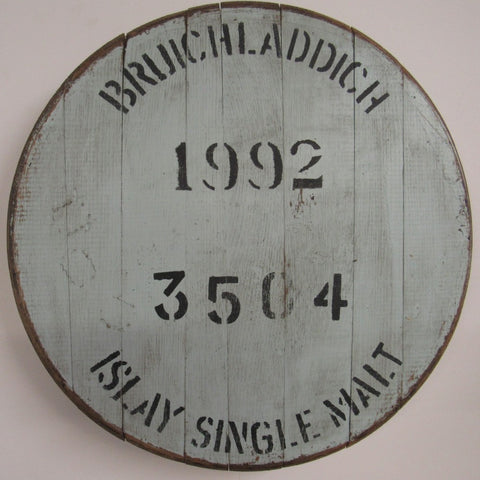 BRUICHLADDICH
1992
3504
ISLAY SINGLE MALT